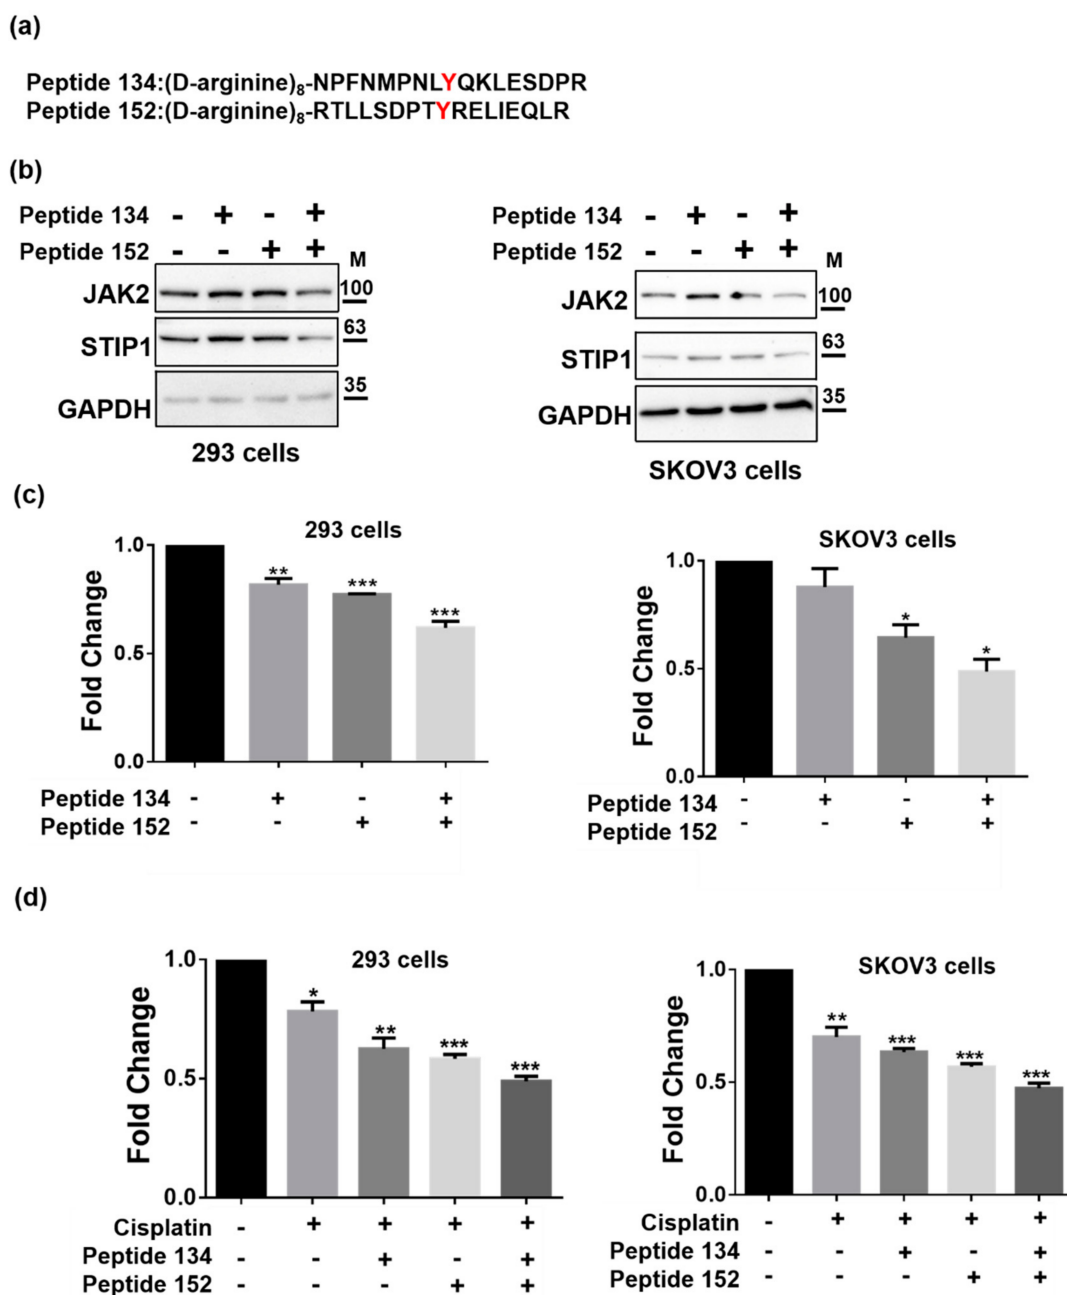 (a)
Peptide 134:(D-arginine)₈-NPFNMPNLYQKLESDPR
Peptide 152:(D-arginine)₈-RTLLSDPTYRELIEQLR
(b)
Peptide 134 - + - +
Peptide 152 - - + +
M
JAK2 100
STIP1 63
GAPDH 35
293 cells
Peptide 134 - + - +
Peptide 152 - - + +
M
JAK2 100
STIP1 63
GAPDH 35
SKOV3 cells
(c)
293 cells
Fold Change
1.0
0.5
0.0
** *** ***
Peptide 134 - + - +
Peptide 152 - - + +
SKOV3 cells
Fold Change
1.0
0.5
0.0
* *
Peptide 134 - + - +
Peptide 152 - - + +
(d)
293 cells
Fold Change
1.0
0.5
0.0
* ** *** ***
Cisplatin - + + + +
Peptide 134 - - + - +
Peptide 152 - - - + +
SKOV3 cells
Fold Change
1.0
0.5
0.0
** *** *** ***
Cisplatin - + + + +
Peptide 134 - - + - +
Peptide 152 - - - + +